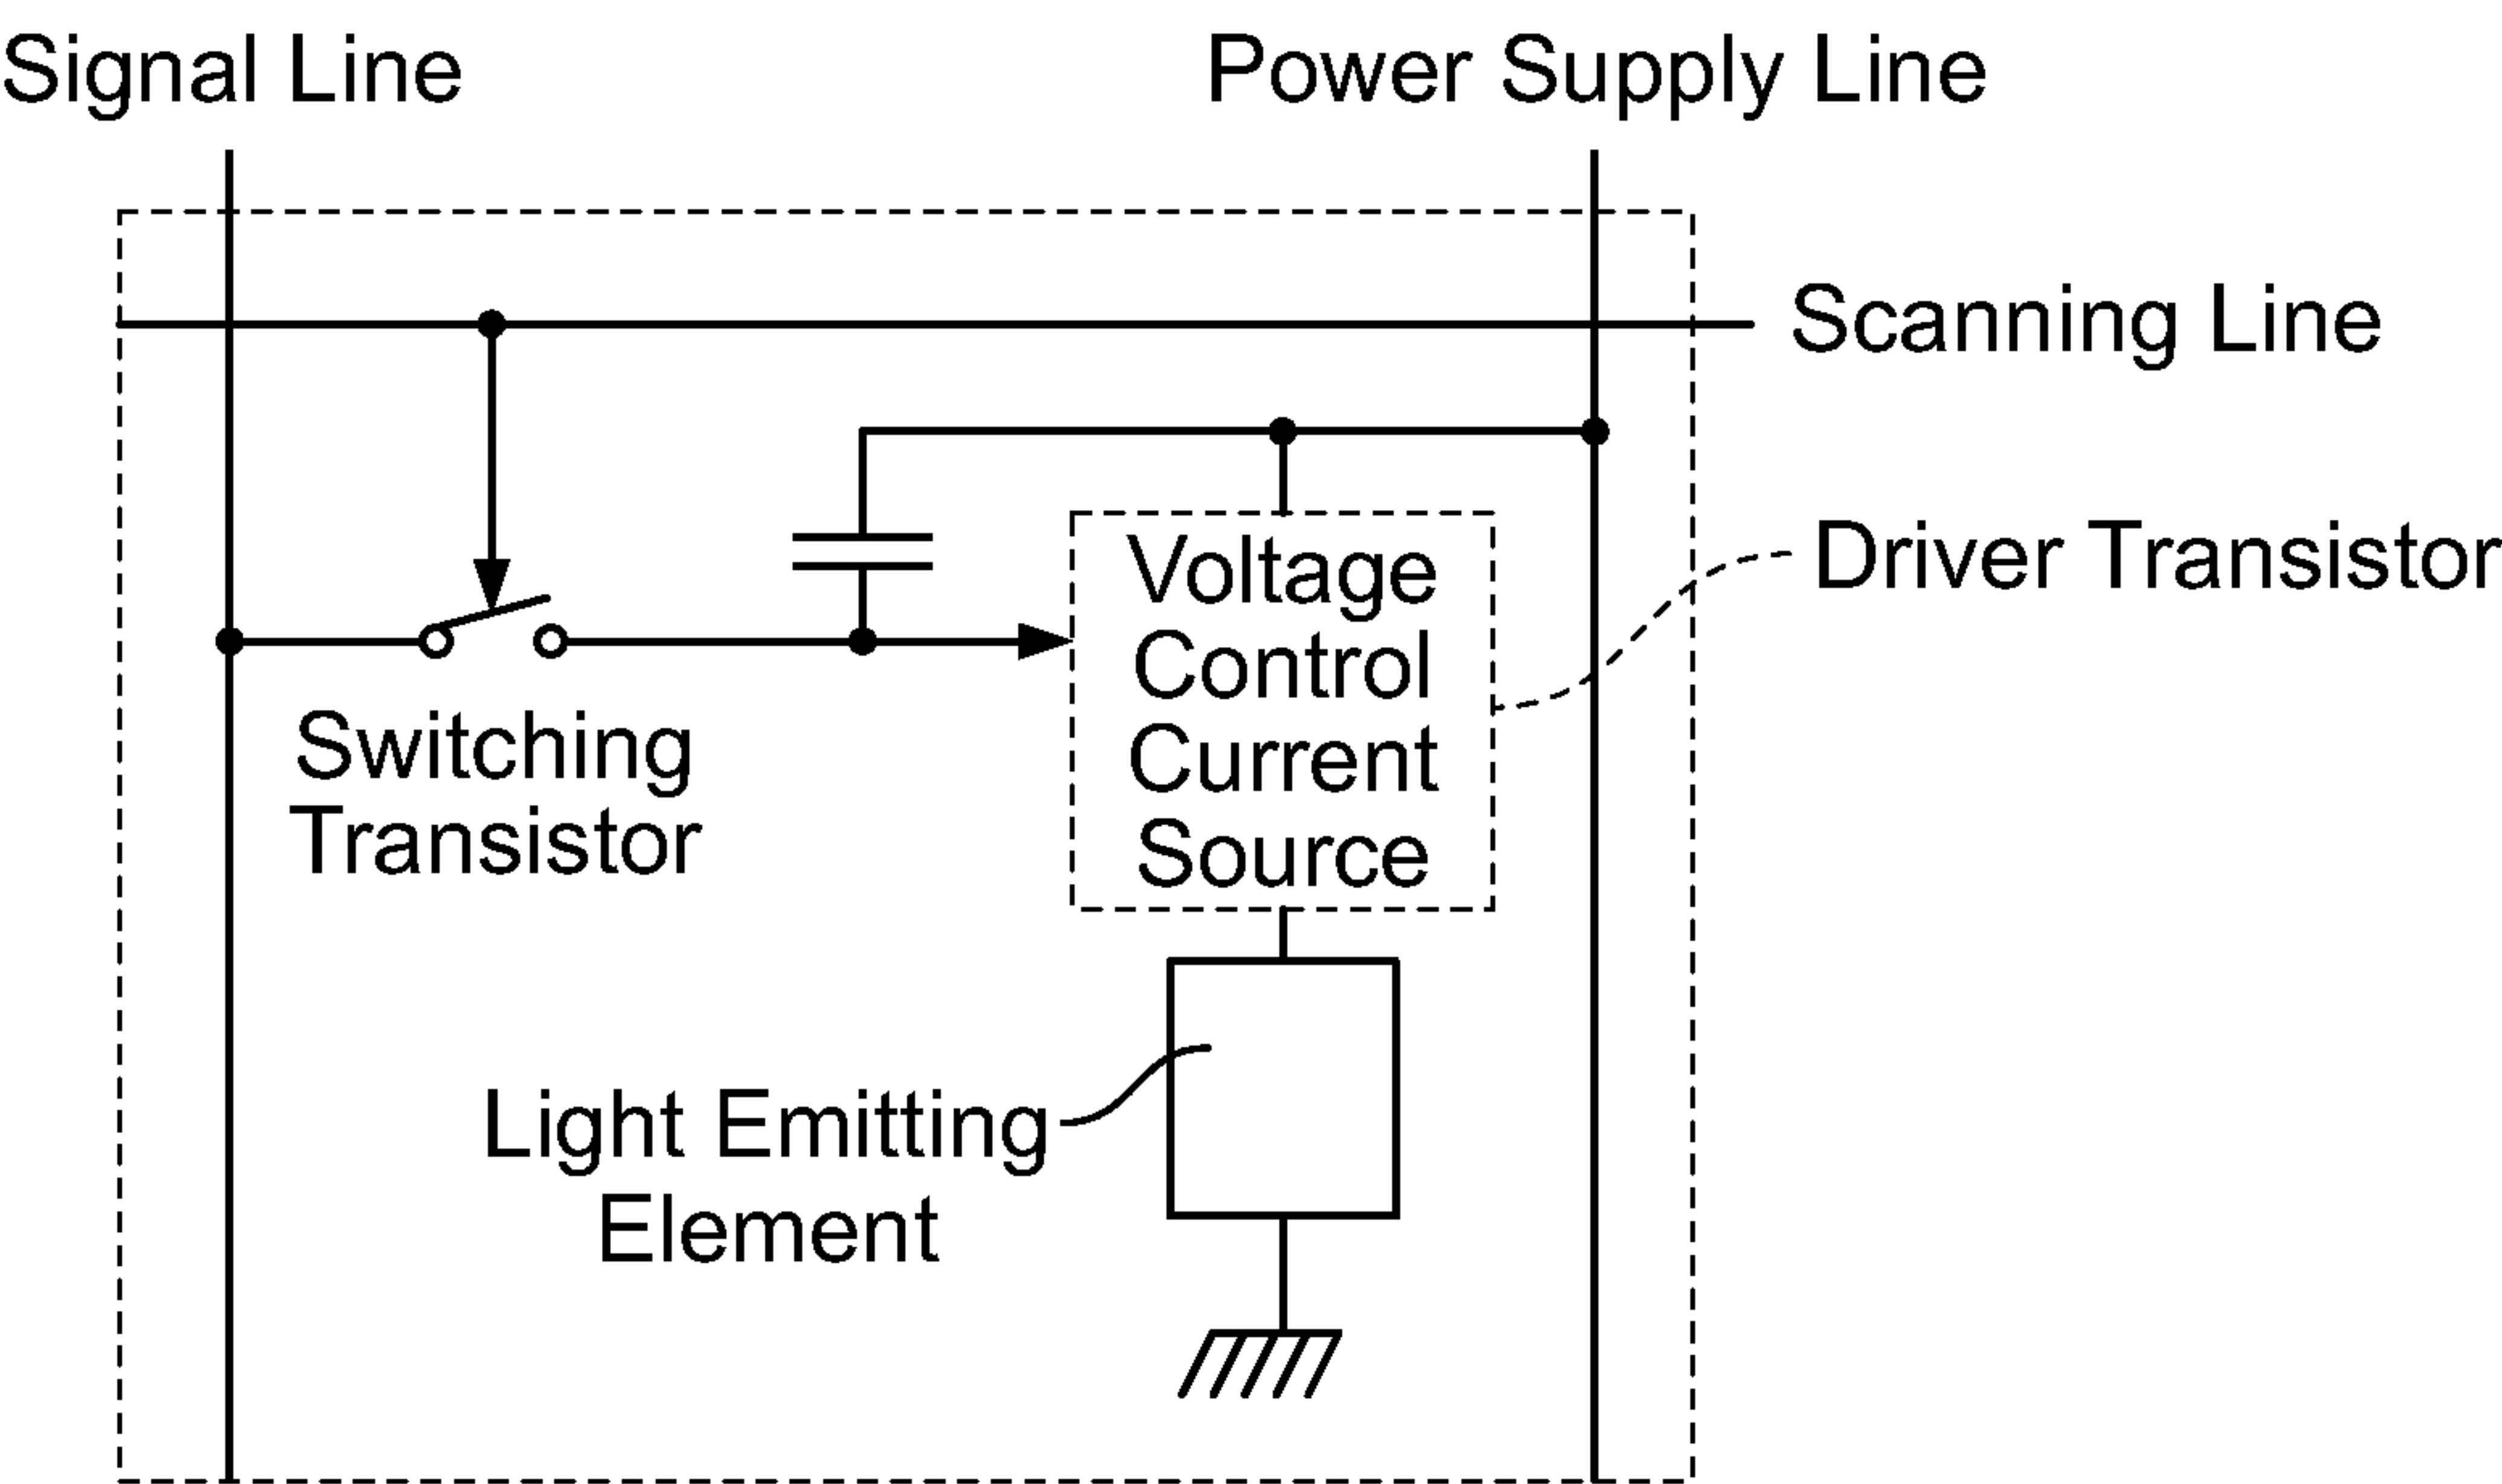 Signal Line
Power Supply Line
Scanning Line
Driver Transistor
Voltage
Control
Current
Source
Switching
Transistor
Light Emitting
Element